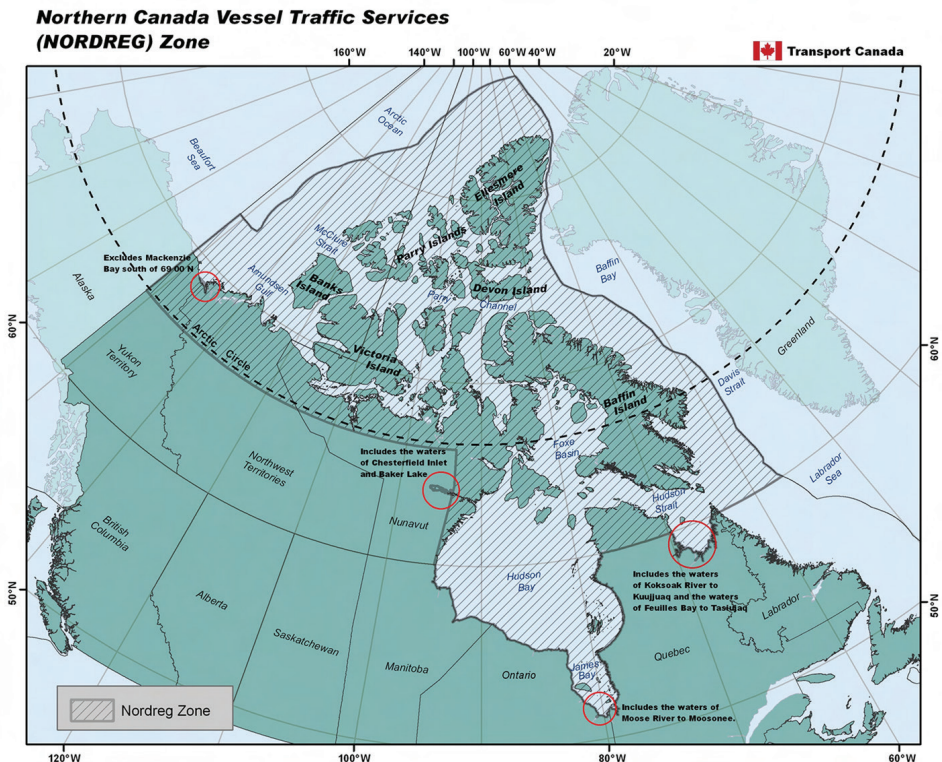 Northern Canada Vessel Traffic Services
(NORDREG) Zone
Transport Canada
160°W 140°W 100°W 60°W 40°W 20°W
Arctic
Ocean
Beaufort
Sea
Ellesmere
Island
McClure
Strait
Parry Islands
Excludes Mackenzie
Bay south of 69 00 N
Alaska
Amundsen
Gulf
Banks
Island
Parry
Channel
Devon Island
Baffin
Bay
Greenland
60°N
60°N
Yukon
Territory
Arctic Circle
Victoria
Island
Baffin
Island
Davis
Strait
Foxe
Basin
Includes the waters
of Chesterfield Inlet
and Baker Lake
Northwest
Territories
Labrador
Sea
Hudson
Strait
Nunavut
British
Columbia
50°N
50°N
Hudson
Bay
Includes the waters
of Koksoak River to
Kuujjuaq and the waters
of Feuilles Bay to Tasiujaq
Labrador
Alberta
Saskatchewan
Manitoba
Ontario
James
Bay
Quebec
Includes the waters of
Moose River to Moosonee.
Nordreg Zone
120°W 100°W 80°W 60°W